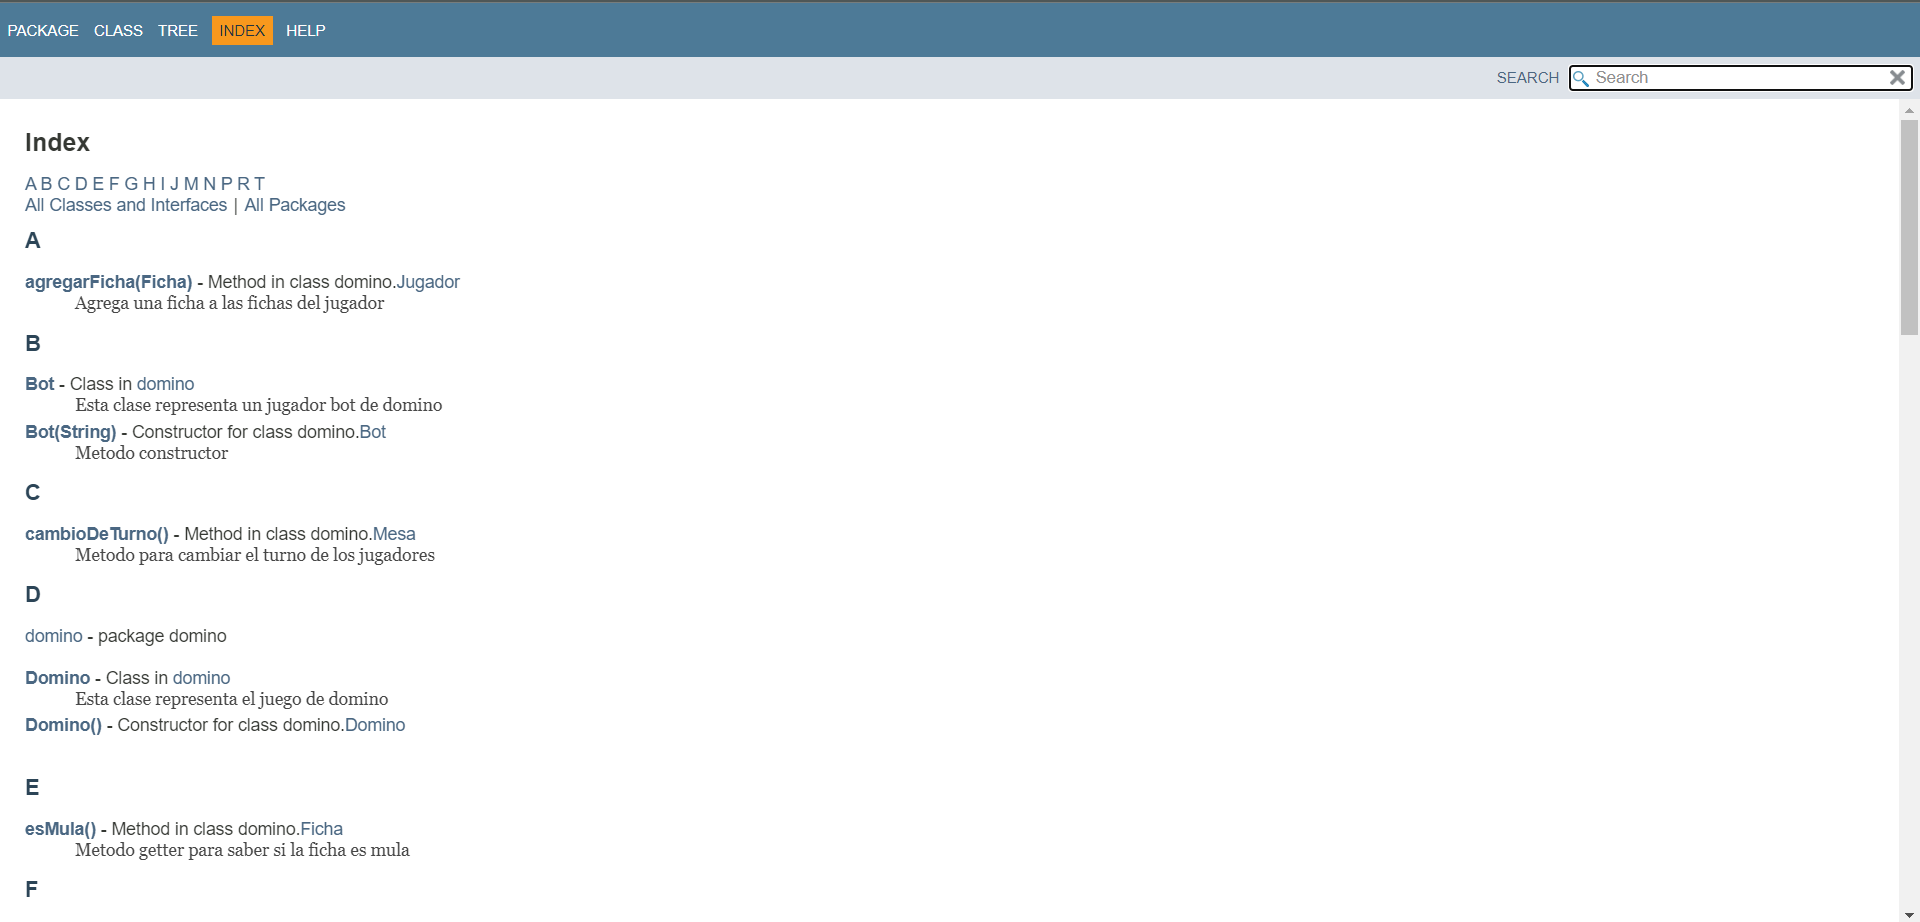 PACKAGE CLASS TREE INDEX HELP
SEARCH Search
Index
A B C D E F G H I J M N P R T
All Classes and Interfaces | All Packages
A
agregarFicha(Ficha) - Method in class domino.Jugador
Agrega una ficha a las fichas del jugador
B
Bot - Class in domino
Esta clase representa un jugador bot de domino
Bot(String) - Constructor for class domino.Bot
Metodo constructor
C
cambioDeTurno() - Method in class domino.Mesa
Metodo para cambiar el turno de los jugadores
D
domino - package domino
Domino - Class in domino
Esta clase representa el juego de domino
Domino() - Constructor for class domino.Domino
E
esMula() - Method in class domino.Ficha
Metodo getter para saber si la ficha es mula
F